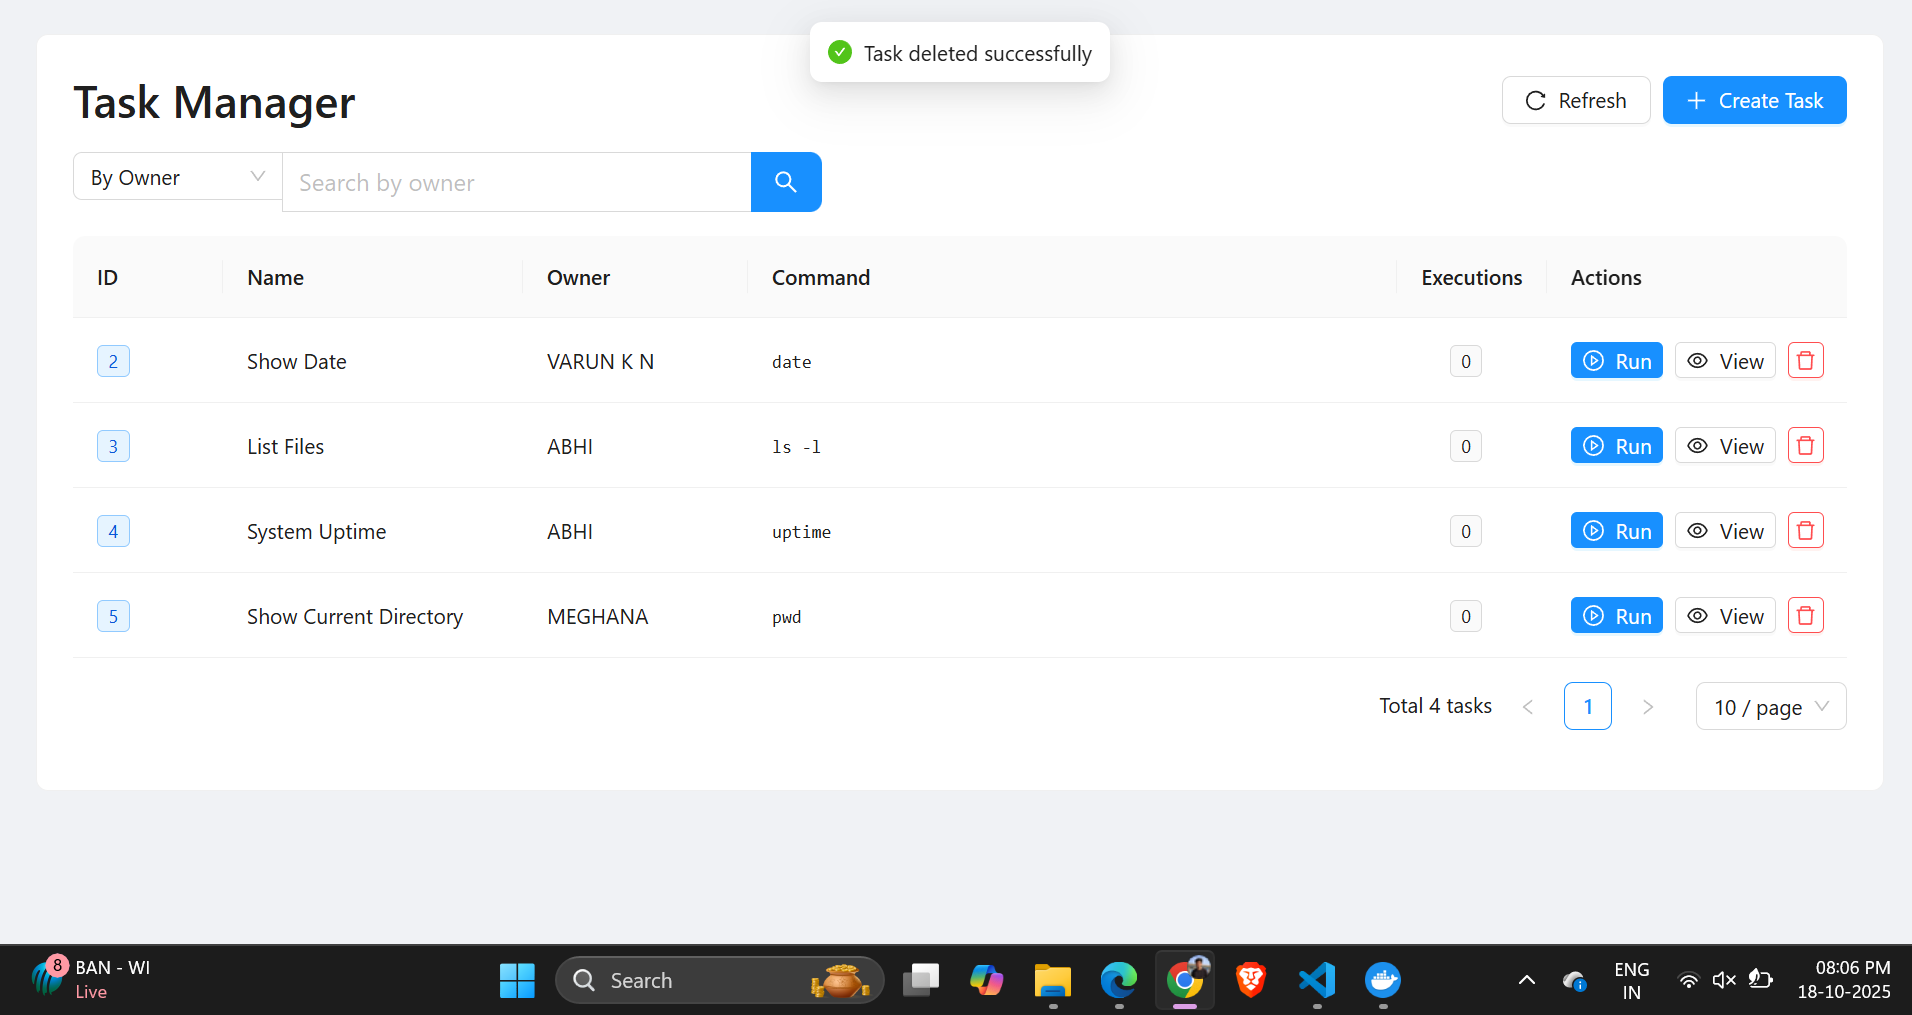 Task deleted successfully
Task Manager
Refresh
Create Task
By Owner
Search by owner
ID Name Owner Command Executions Actions
2 Show Date VARUN K N date 0 Run View
3 List Files ABHI ls -l 0 Run View
4 System Uptime ABHI uptime 0 Run View
5 Show Current Directory MEGHANA pwd 0 Run View
Total 4 tasks 1 10 / page
8
BAN - WI
Live
Search
ENG
IN
08:06 PM
18-10-2025